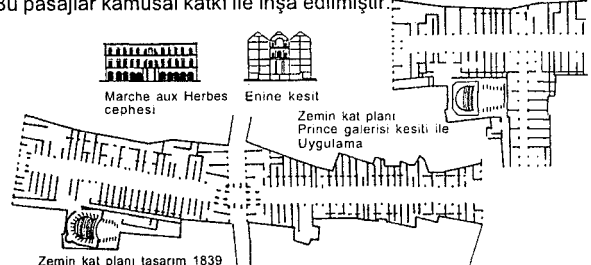 Bu pasajlar kamusal katkı ile inşa edilmiştir.
Marche aux Herbes
cephesi
Enine kesit
Zemin kat planı
Prince galerisi kesiti ile
Uygulama
Zemin kat planı tasarım 1839